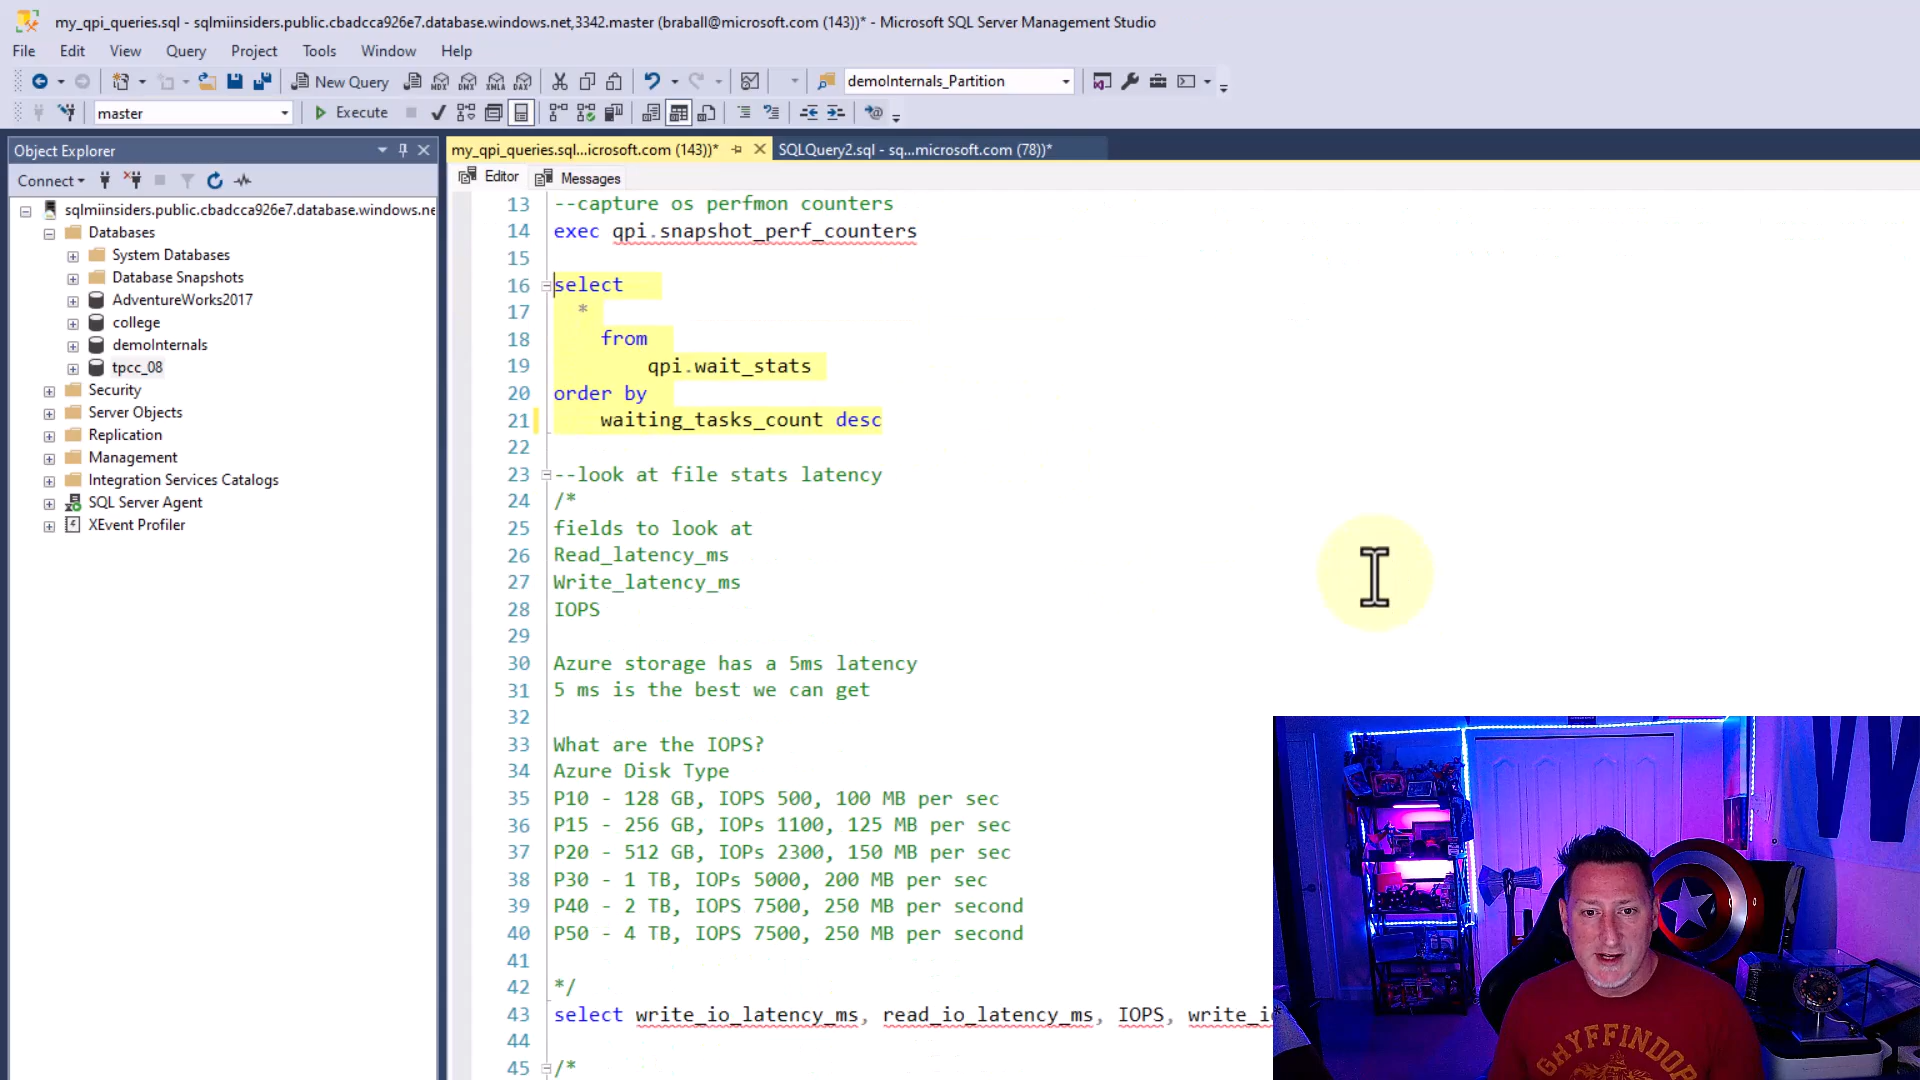 my_qpi_queries.sql - sqlmiinsiders.public.cbadcca926e7.database.windows.net,3342.master (braball@microsoft.com (143))* - Microsoft SQL Server Management Studio
File Edit View Query Project Tools Window Help
New Query demoInternals_Partition
master Execute
Object Explorer
my_qpi_queries.sql...icrosoft.com (143))* SQLQuery2.sql - sq...microsoft.com (78))*
Connect
Editor Messages
sqlmiinsiders.public.cbadcca926e7.database.windows.ne
Databases
System Databases
Database Snapshots
AdventureWorks2017
college
demoInternals
tpcc_08
Security
Server Objects
Replication
Management
Integration Services Catalogs
SQL Server Agent
XEvent Profiler
13 --capture os perfmon counters
14 exec qpi.snapshot_perf_counters
15
16 select
17 *
18 from
19 qpi.wait_stats
20 order by
21 waiting_tasks_count desc
22
23 --look at file stats latency
24 /*
25 fields to look at
26 Read_latency_ms
27 Write_latency_ms
28 IOPS
29
30 Azure storage has a 5ms latency
31 5 ms is the best we can get
32
33 What are the IOPS?
34 Azure Disk Type
35 P10 - 128 GB, IOPS 500, 100 MB per sec
36 P15 - 256 GB, IOPs 1100, 125 MB per sec
37 P20 - 512 GB, IOPs 2300, 150 MB per sec
38 P30 - 1 TB, IOPs 5000, 200 MB per sec
39 P40 - 2 TB, IOPS 7500, 250 MB per second
40 P50 - 4 TB, IOPS 7500, 250 MB per second
41
42 */
43 select write_io_latency_ms, read_io_latency_ms, IOPS, write_i
44
45 /*
GRYFFINDOR